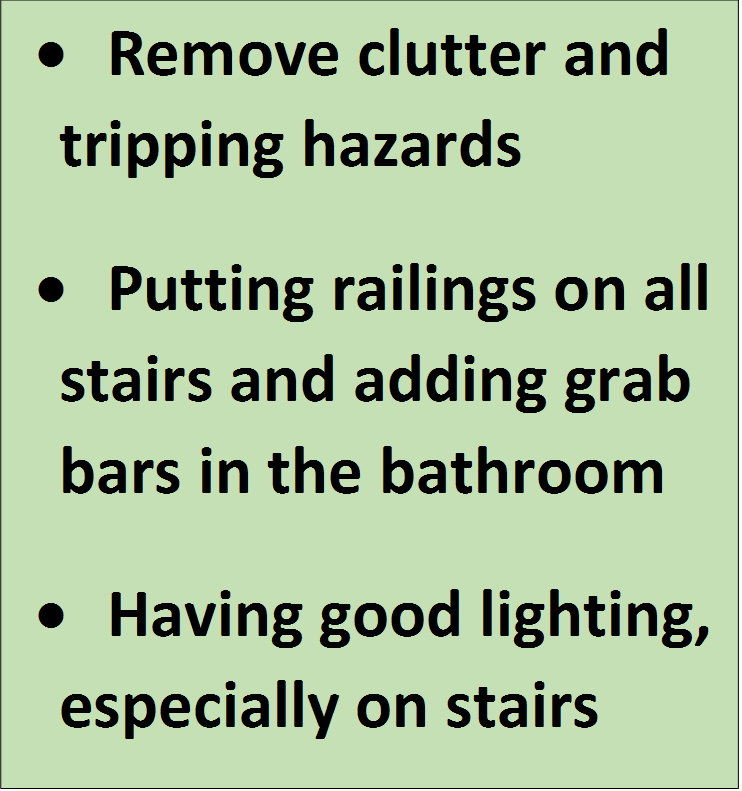 • Remove clutter and
tripping hazards
• Putting railings on all
stairs and adding grab
bars in the bathroom
• Having good lighting,
especially on stairs